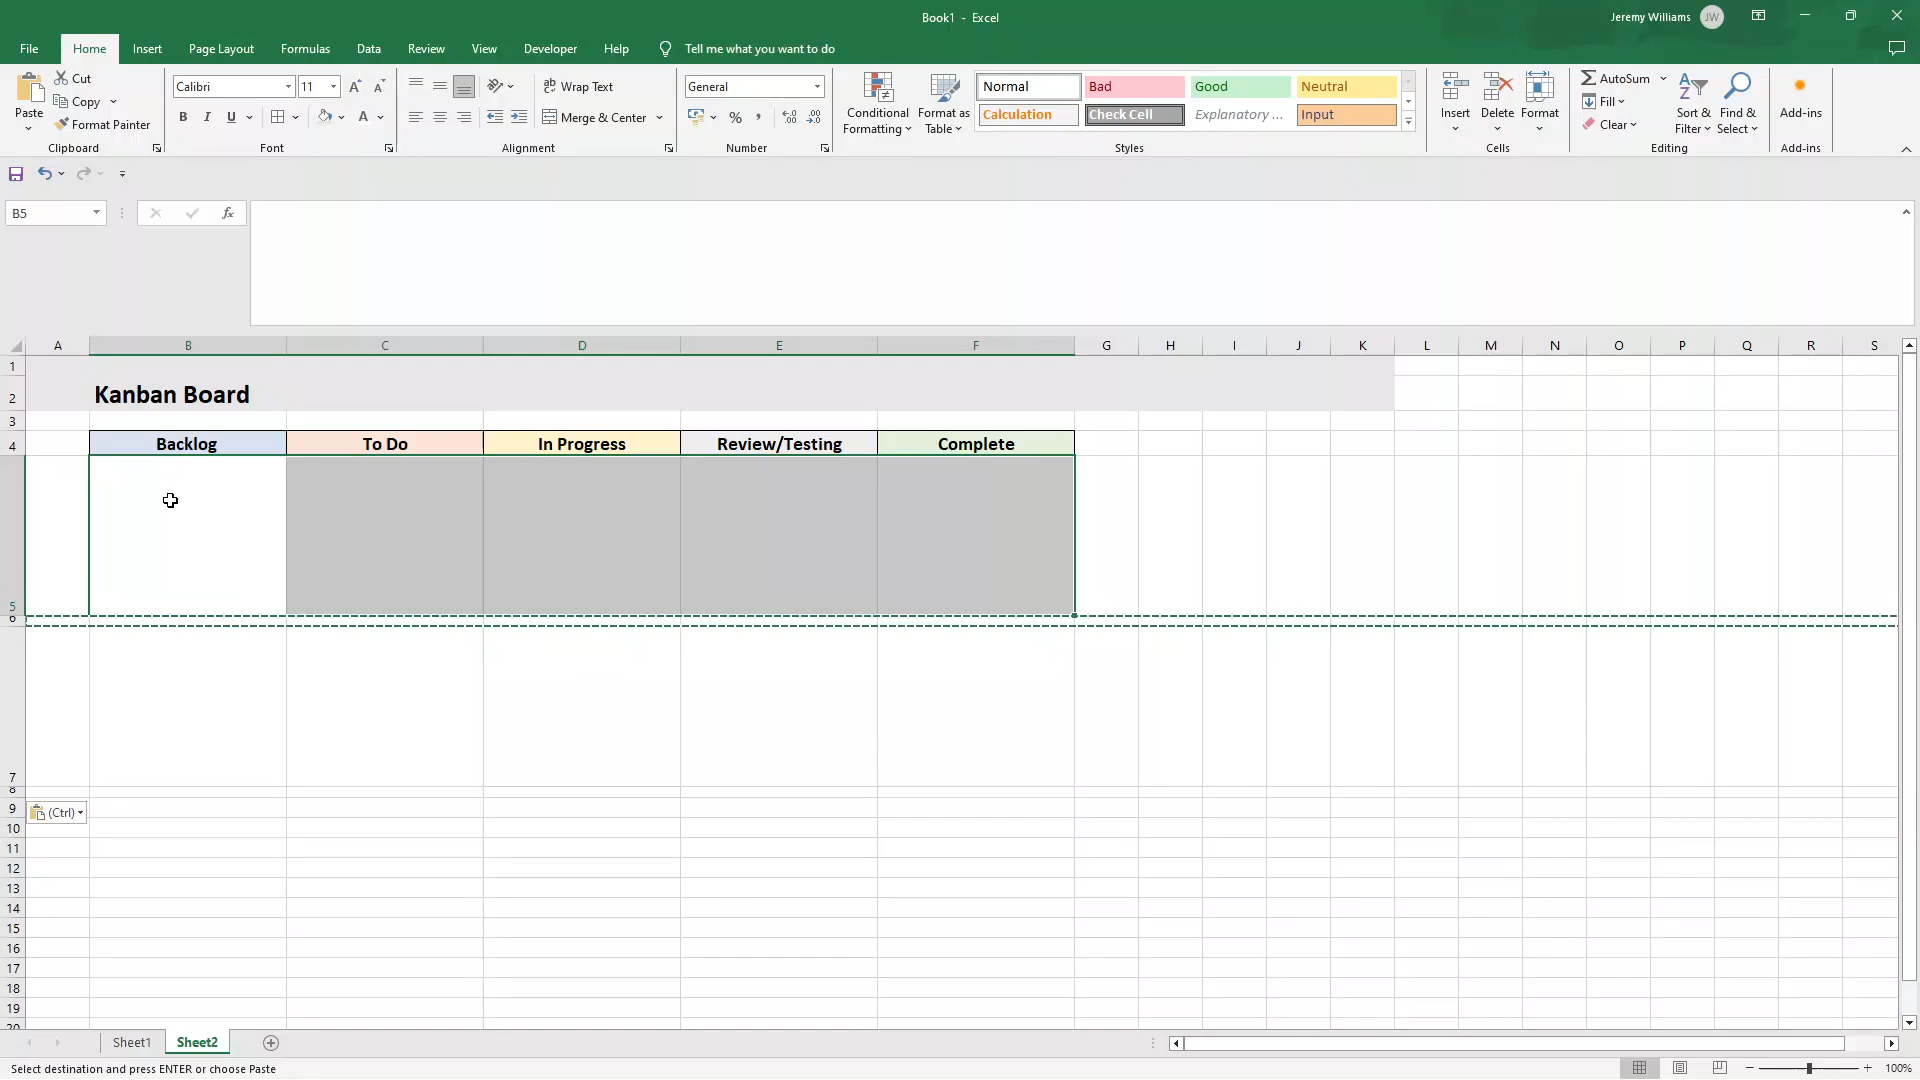 Book1 - Excel
Jeremy Williams JW
File Home Insert Page Layout Formulas Data Review View Developer Help Tell me what you want to do
Paste
Cut
Copy
Format Painter
Clipboard
Calibri 11
B I U
Font
Wrap Text
Merge & Center
Alignment
General
%
Number
Conditional Formatting
Format as Table
Normal Bad Good Neutral
Calculation Check Cell Explanatory ... Input
Styles
Insert Delete Format
Cells
AutoSum
Fill
Clear
Sort & Filter
Find & Select
Editing
Add-ins
Add-ins
B5
fx
A B C D E F G H I J K L M N O P Q R S
1
2 Kanban Board
3
4 Backlog To Do In Progress Review/Testing Complete
5
6
7
8
9 (Ctrl)
10
11
12
13
14
15
16
17
18
19
20
Sheet1 Sheet2
Select destination and press ENTER or choose Paste
100%